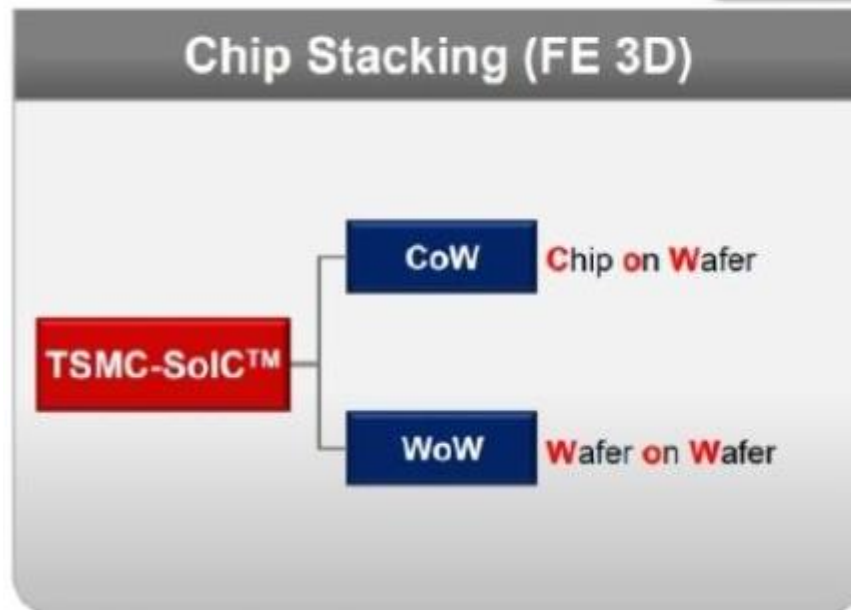 Chip Stacking (FE 3D)
CoW
Chip on Wafer
TSMC-SoIC™
WoW
Wafer on Wafer